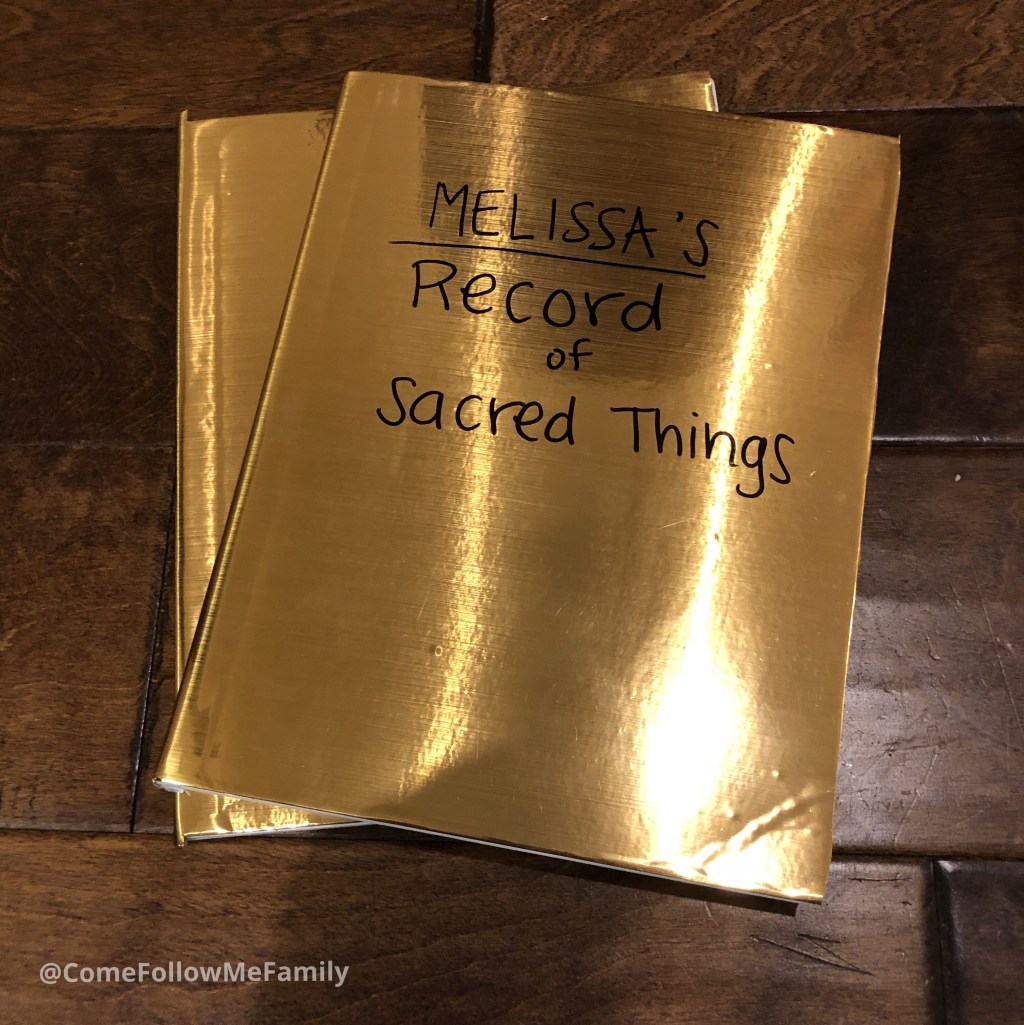 MELISSA'S
Record
of
Sacred Things
@ComeFollowMeFamily